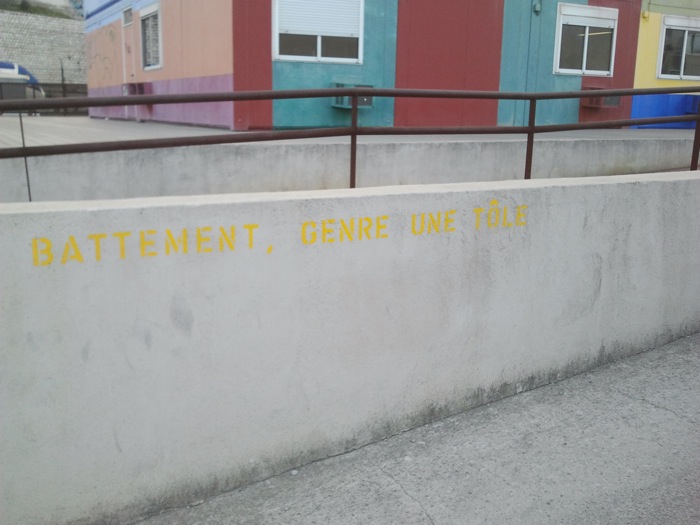 BATTEMENT, GENRE UNE TÔLE